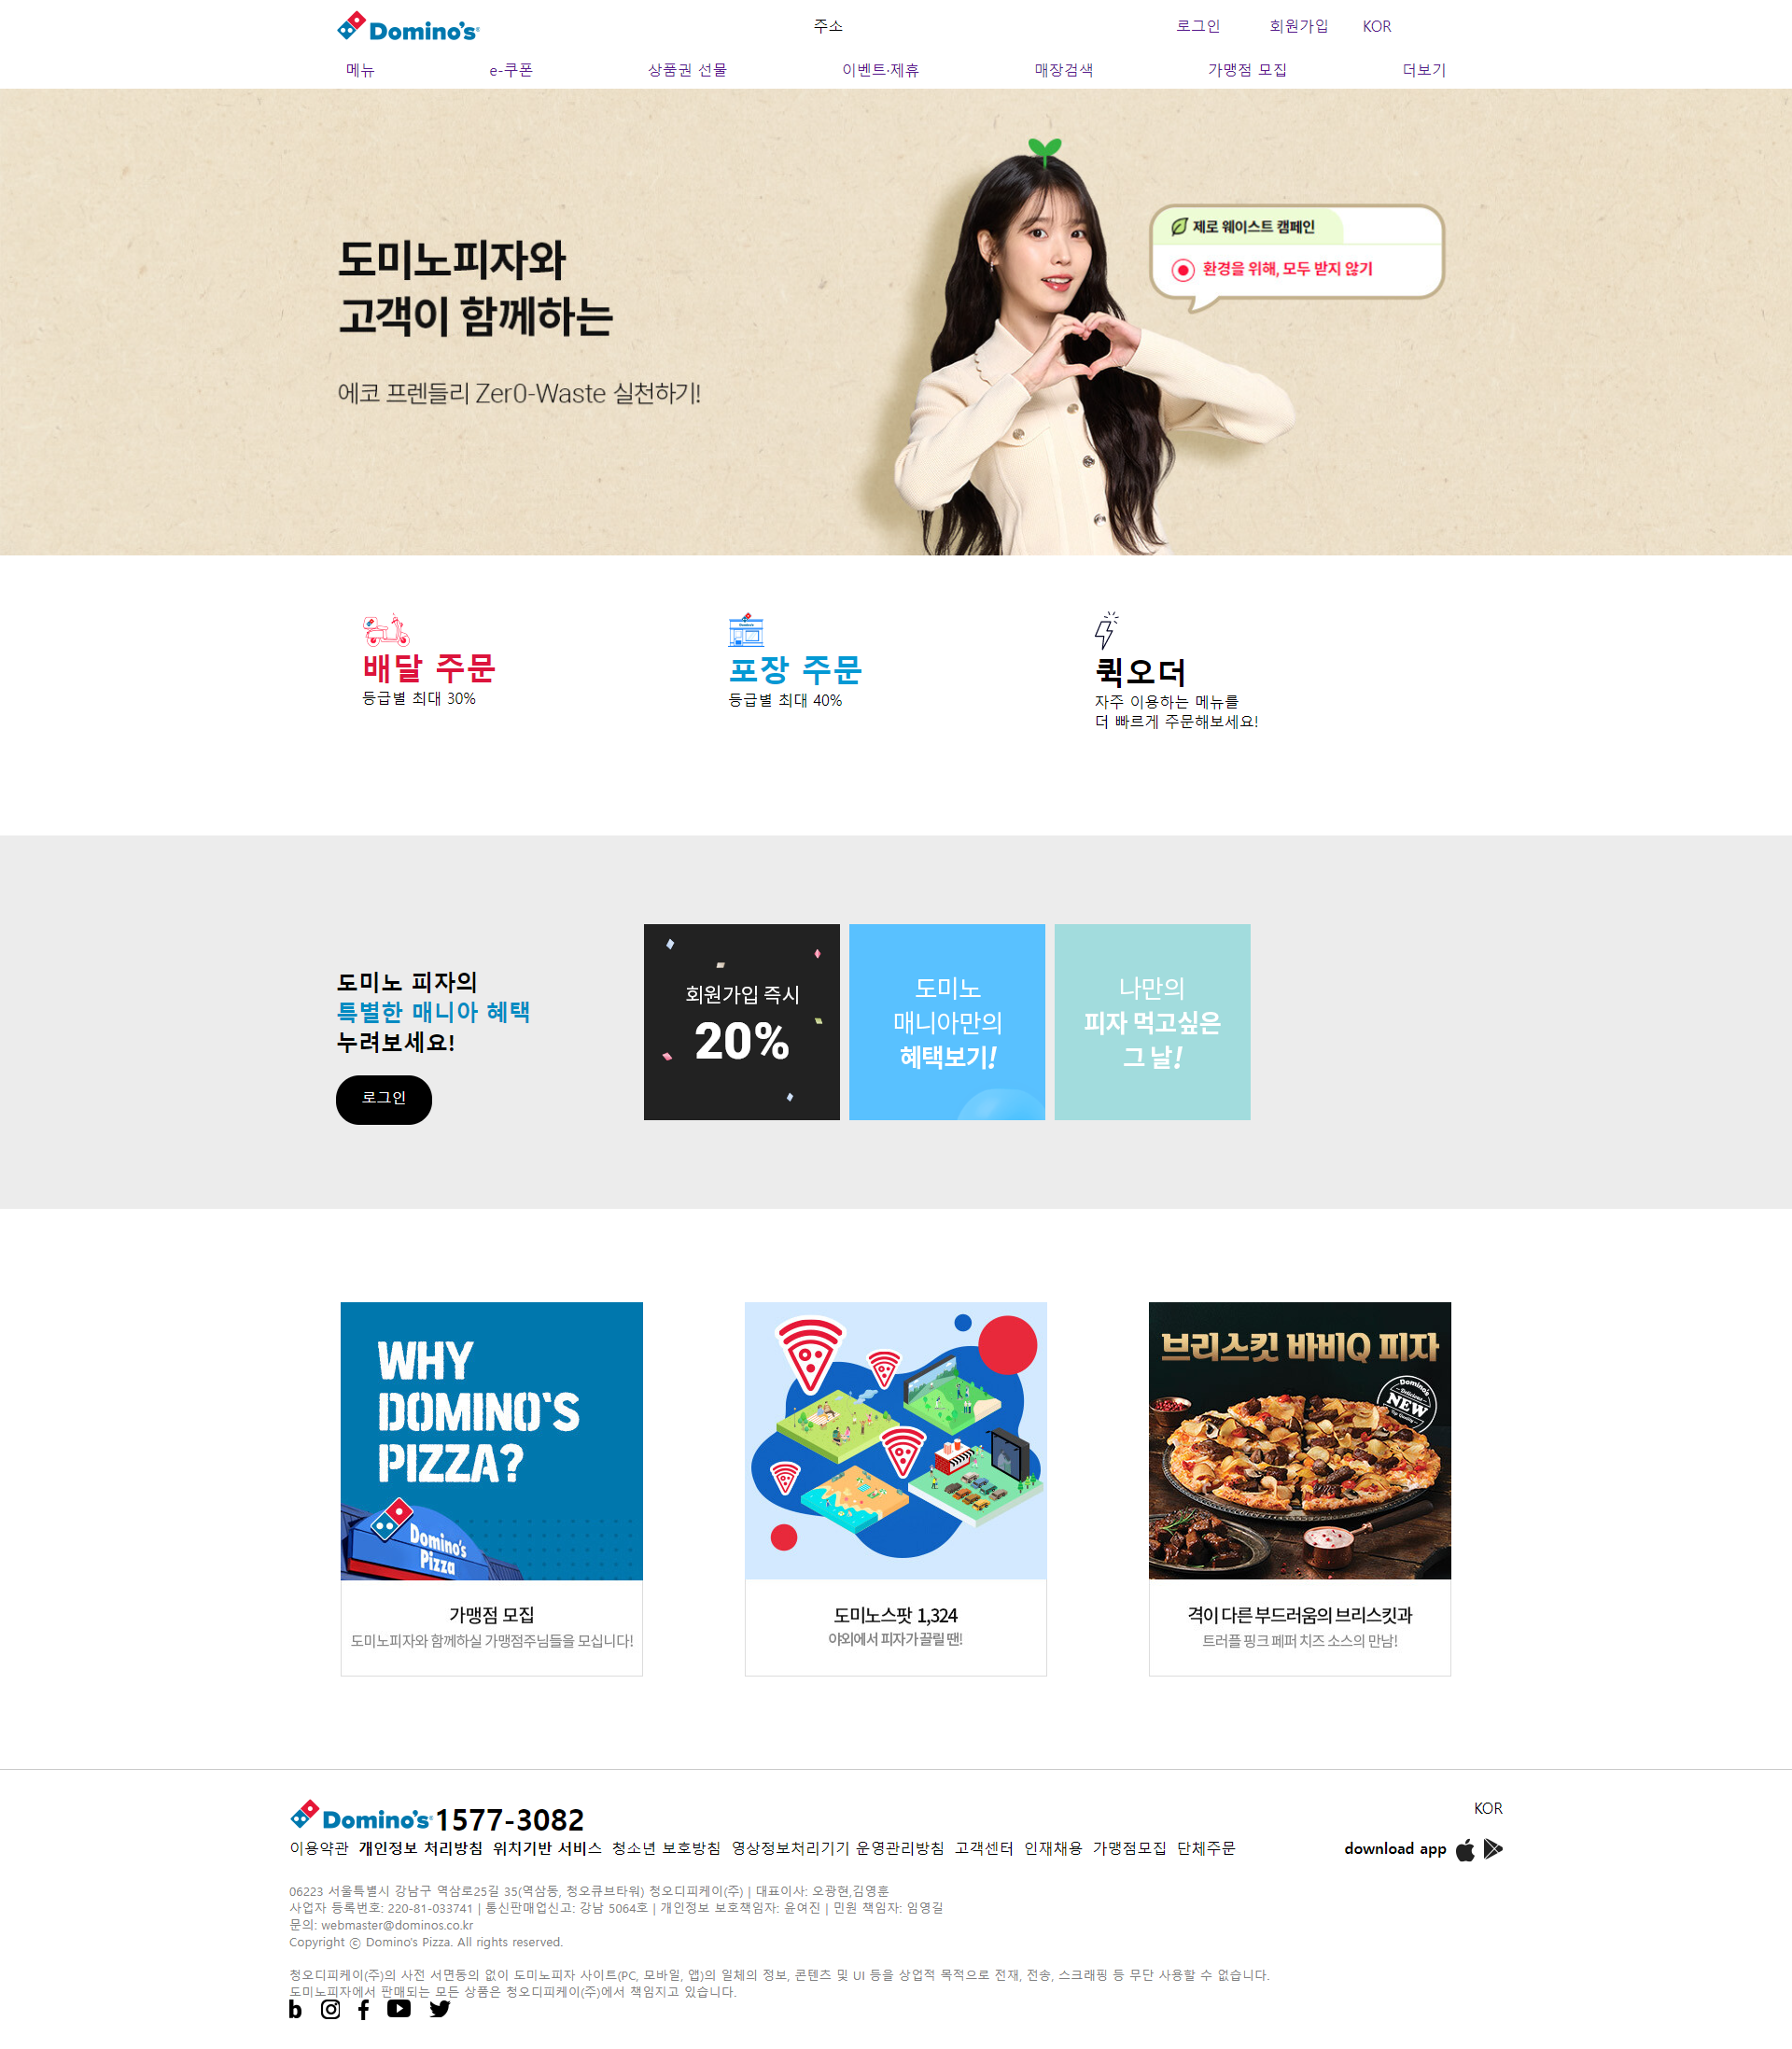 Domino's
주소
로그인
회원가입
KOR
메뉴
e-쿠폰
상품권 선물
이벤트·제휴
매장검색
가맹점 모집
더보기
도미노피자와
고객이 함께하는
에코 프렌들리 Zer0-Waste 실천하기!
제로 웨이스트 캠페인
환경을 위해, 모두 받지 않기
배달 주문
등급별 최대 30%
포장 주문
등급별 최대 40%
퀵오더
자주 이용하는 메뉴를
더 빠르게 주문해보세요!
도미노 피자의
특별한 매니아 혜택
누려보세요!
로그인
회원가입 즉시
20%
도미노
매니아만의
혜택보기!
나만의
피자 먹고싶은
그 날!
WHY
DOMINO'S
PIZZA?
Domino's
Pizza
가맹점 모집
도미노피자와 함께하실 가맹점주님들을 모십니다!
도미노스팟 1,324
야외에서 피자가 끌릴 땐!
브리스킷 바비Q 피자
Domino's
Delicious
NEW
Top Quality
격이 다른 부드러움의 브리스킷과
트러플 핑크 페퍼 치즈 소스의 만남!
Domino's 1577-3082
KOR
이용약관 개인정보 처리방침 위치기반 서비스 청소년 보호방침 영상정보처리기기 운영관리방침 고객센터 인재채용 가맹점모집 단체주문
download app
06223 서울특별시 강남구 역삼로25길 35(역삼동, 청오큐브타워) 청오디피케이(주) | 대표이사: 오광현,김영훈
사업자 등록번호: 220-81-033741 | 통신판매업신고: 강남 5064호 | 개인정보 보호책임자: 윤여진 | 민원 책임자: 임영길
문의: webmaster@dominos.co.kr
Copyright ⓒ Domino's Pizza. All rights reserved.
청오디피케이(주)의 사전 서면동의 없이 도미노피자 사이트(PC, 모바일, 앱)의 일체의 정보, 콘텐츠 및 UI 등을 상업적 목적으로 전재, 전송, 스크래핑 등 무단 사용할 수 없습니다.
도미노피자에서 판매되는 모든 상품은 청오디피케이(주)에서 책임지고 있습니다.